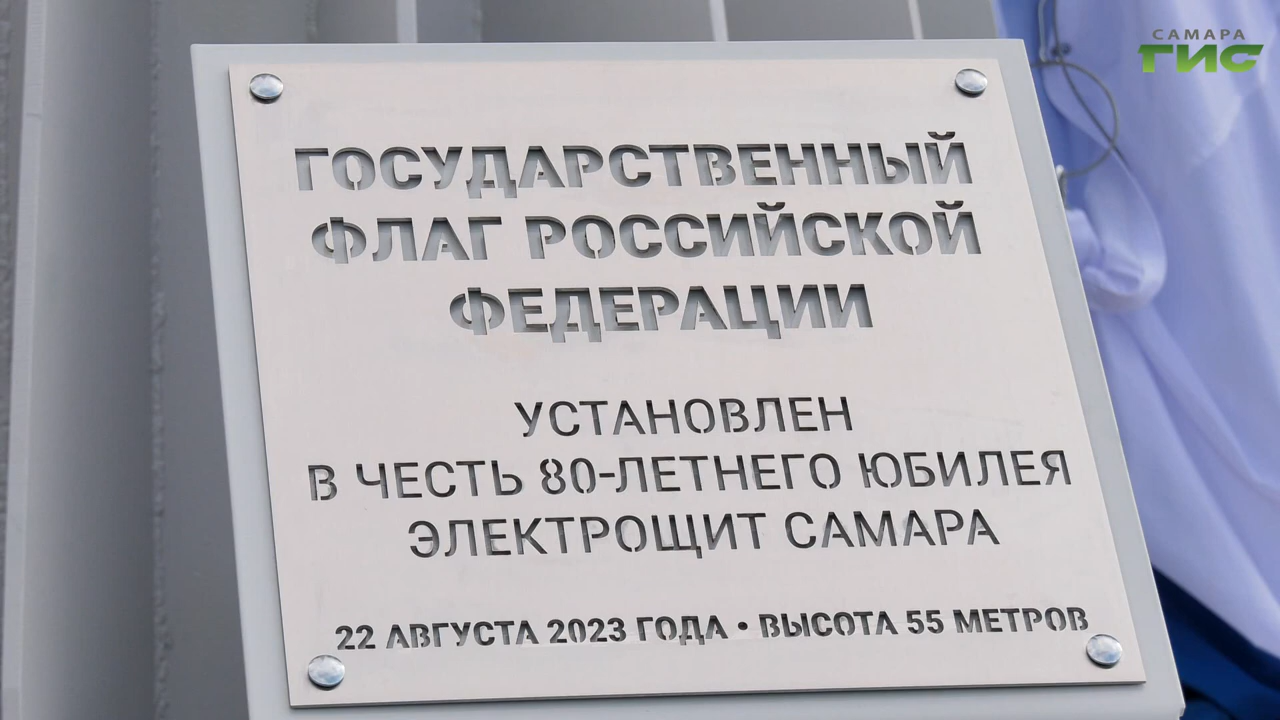 САМАРА
ГИС
ГОСУДАРСТВЕННЫЙ
ФЛАГ РОССИЙСКОЙ
ФЕДЕРАЦИИ
УСТАНОВЛЕН
В ЧЕСТЬ 80-ЛЕТНЕГО ЮБИЛЕЯ
ЭЛЕКТРОЩИТ САМАРА
22 АВГУСТА 2023 ГОДА • ВЫСОТА 55 МЕТРОВ